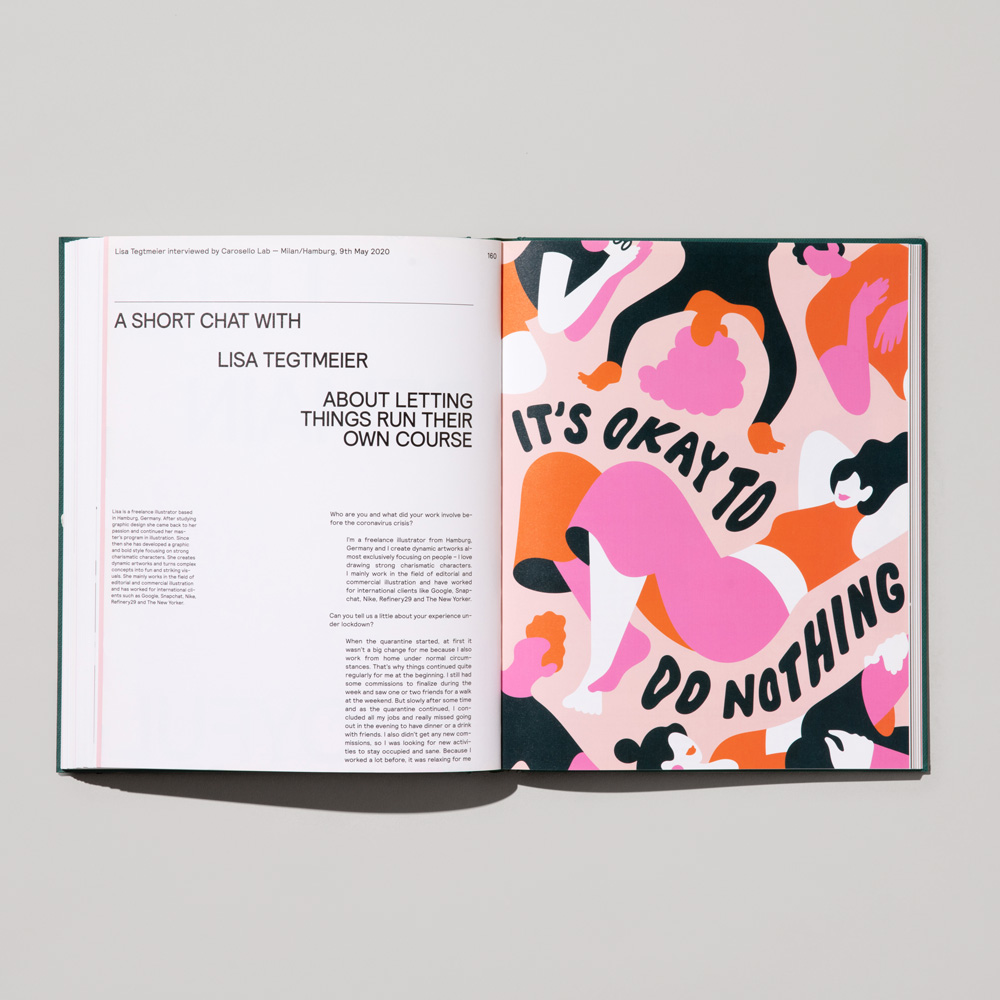 Lisa Tegtmeier interviewed by Carosello Lab — Milan/Hamburg, 9th May 2020
160
A SHORT CHAT WITH
LISA TEGTMEIER
ABOUT LETTING
THINGS RUN THEIR
OWN COURSE
Lisa is a freelance illustrator based
in Hamburg, Germany. After studying
graphic design she came back to her
passion and continued her mas-
ter's program in illustration. Since
then she has developed a graphic
and bold style focusing on strong
charismatic characters. She creates
dynamic artworks and turns complex
concepts into fun and striking vis-
uals. She mainly works in the field of
editorial and commercial illustration
and has worked for international cli-
ents such as Google, Snapchat, Nike,
Refinery29 and The New Yorker.
Who are you and what did your work involve be-
fore the coronavirus crisis?
I'm a freelance illustrator from Hamburg,
Germany and I create dynamic artworks al-
most exclusively focusing on people – I love
drawing strong charismatic characters.
I mainly work in the field of editorial and
commercial illustration and have worked
for international clients like Google, Snap-
chat, Nike, Refinery29 and The New Yorker.
Can you tell us a little about your experience un-
der lockdown?
When the quarantine started, at first it
wasn't a big change for me because I also
work from home under normal circum-
stances. That's why things continued quite
regularly for me at the beginning. I still had
some commissions to finalize during the
week and saw one or two friends for a walk
at the weekend. But slowly after some time
and as the quarantine continued, I con-
cluded all my jobs and really missed going
out in the evening to have dinner or a drink
with friends. I also didn't get any new com-
missions, so I was looking for new activi-
ties to stay occupied and sane. Because I
worked a lot before, it was relaxing for me
IT'S OKAY TO
DO NOTHING